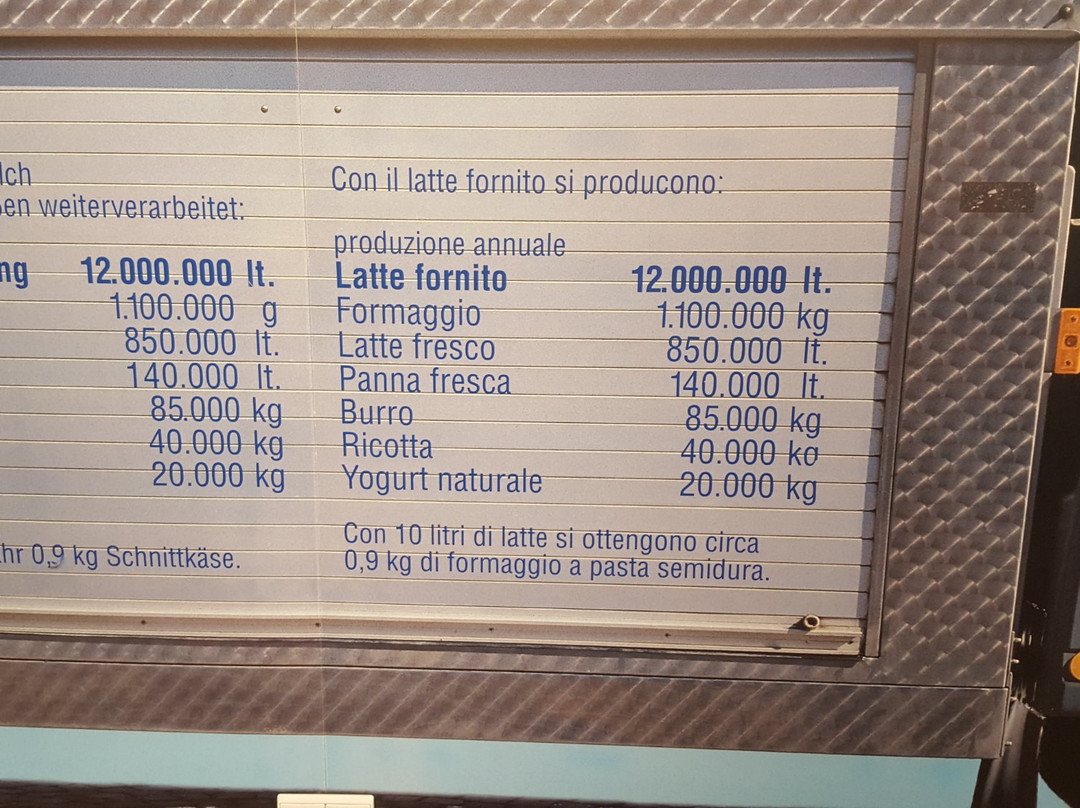 weiterverarbeitet:
12.000.000 lt.
1.100.000 g
850.000 lt.
140.000 lt.
85.000 kg
40.000 kg
20.000 kg
0,9 kg Schnittkäse.
Con il latte fornito si producono:
produzione annuale
Latte fornito 12.000.000 lt.
Formaggio 1.100.000 kg
Latte fresco 850.000 lt.
Panna fresca 140.000 lt.
Burro 85.000 kg
Ricotta 40.000 kg
Yogurt naturale 20.000 kg
Con 10 litri di latte si ottengono circa
0,9 kg di formaggio a pasta semidura.